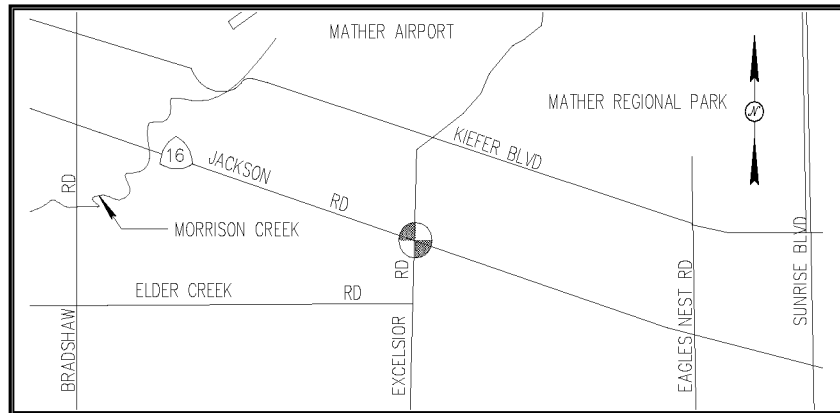 MATHER AIRPORT
MATHER REGIONAL PARK
N
KIEFER BLVD
16
JACKSON RD
RD
MORRISON CREEK
ELDER CREEK RD
RD
BRADSHAW
EXCELSIOR
EAGLES NEST RD
SUNRISE BLVD